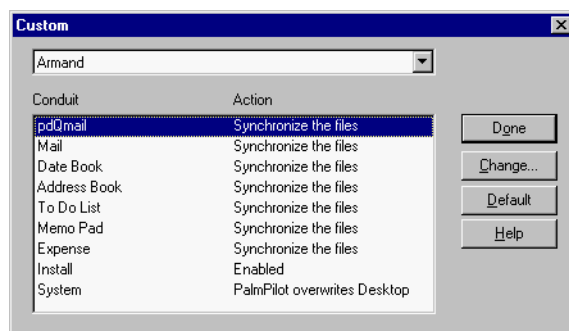 Custom
Armand
Conduit Action
pdQmail Synchronize the files
Mail Synchronize the files
Date Book Synchronize the files
Address Book Synchronize the files
To Do List Synchronize the files
Memo Pad Synchronize the files
Expense Synchronize the files
Install Enabled
System PalmPilot overwrites Desktop
Done
Change...
Default
Help